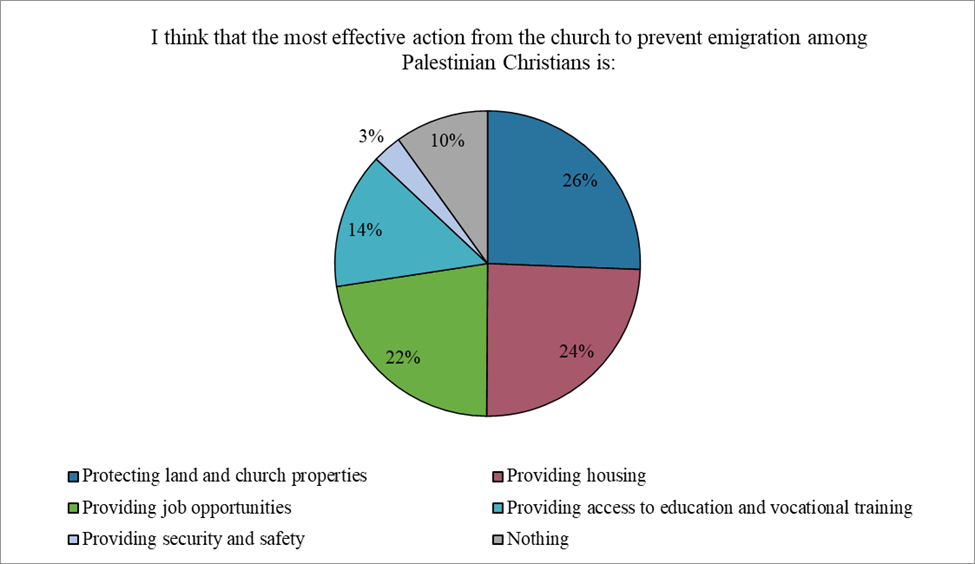 I think that the most effective action from the church to prevent emigration among
Palestinian Christians is:
3%
10%
26%
14%
22%
24%
Protecting land and church properties
Providing housing
Providing job opportunities
Providing access to education and vocational training
Providing security and safety
Nothing